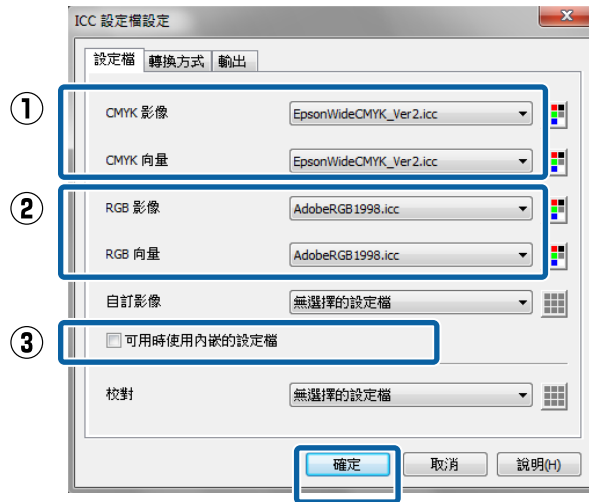 ICC 設定檔設定
設定檔 轉換方式 輸出
① CMYK 影像 EpsonWideCMYK_Ver2.icc
CMYK 向量 EpsonWideCMYK_Ver2.icc
② RGB 影像 AdobeRGB1998.icc
RGB 向量 AdobeRGB1998.icc
自訂影像 無選擇的設定檔
③ 可用時使用內嵌的設定檔
校對 無選擇的設定檔
確定 取消 說明(H)